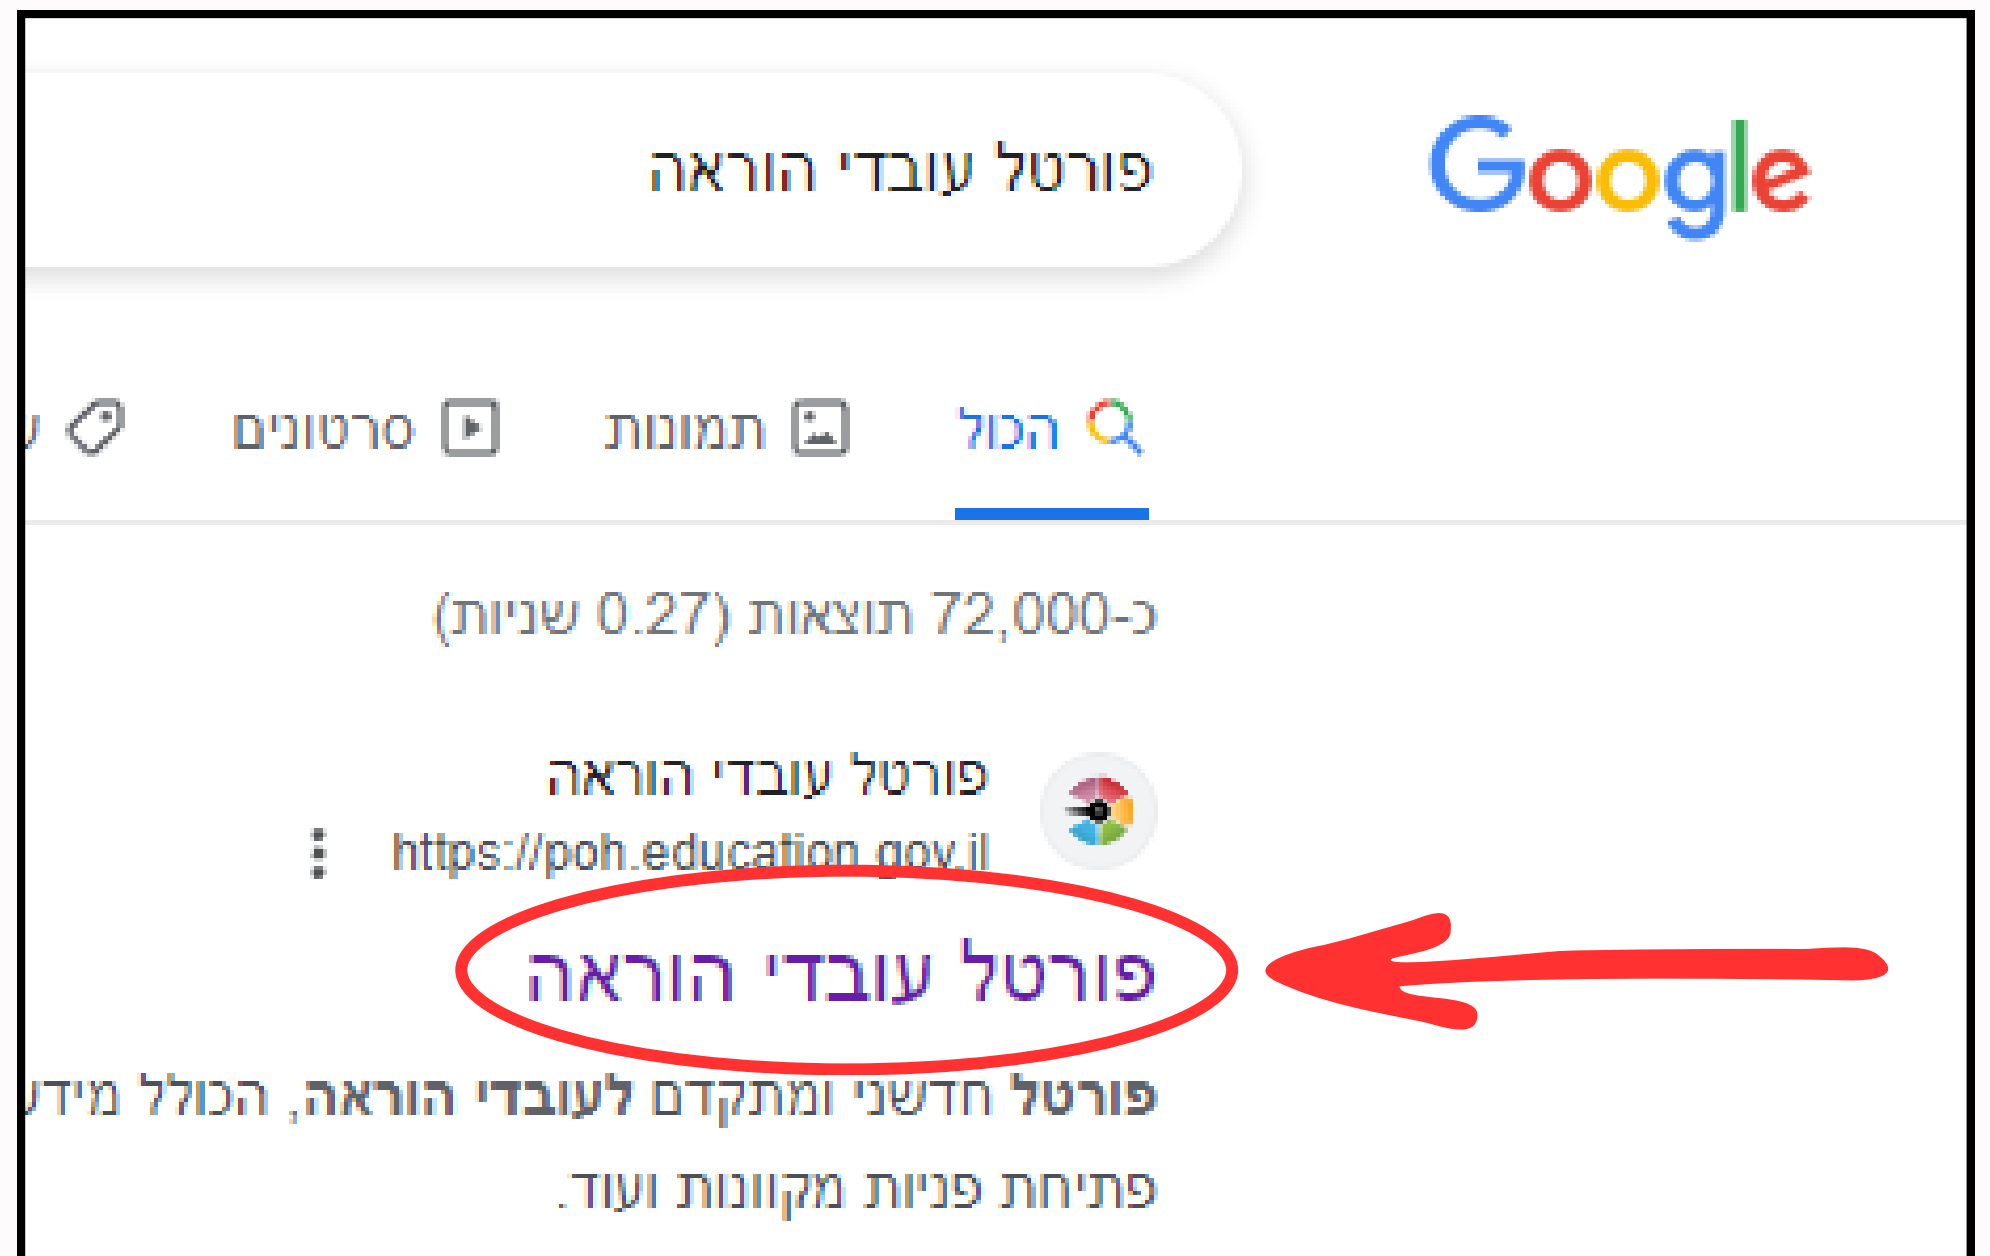 Google
פורטל עובדי הוראה
הכול תמונות סרטונים
כ-72,000 תוצאות (0.27 שניות)
פורטל עובדי הוראה
https://poh.education.gov.il
פורטל עובדי הוראה
פורטל חדשני ומתקדם לעובדי הוראה, הכולל מידע
פתיחת פניות מקוונות ועוד.